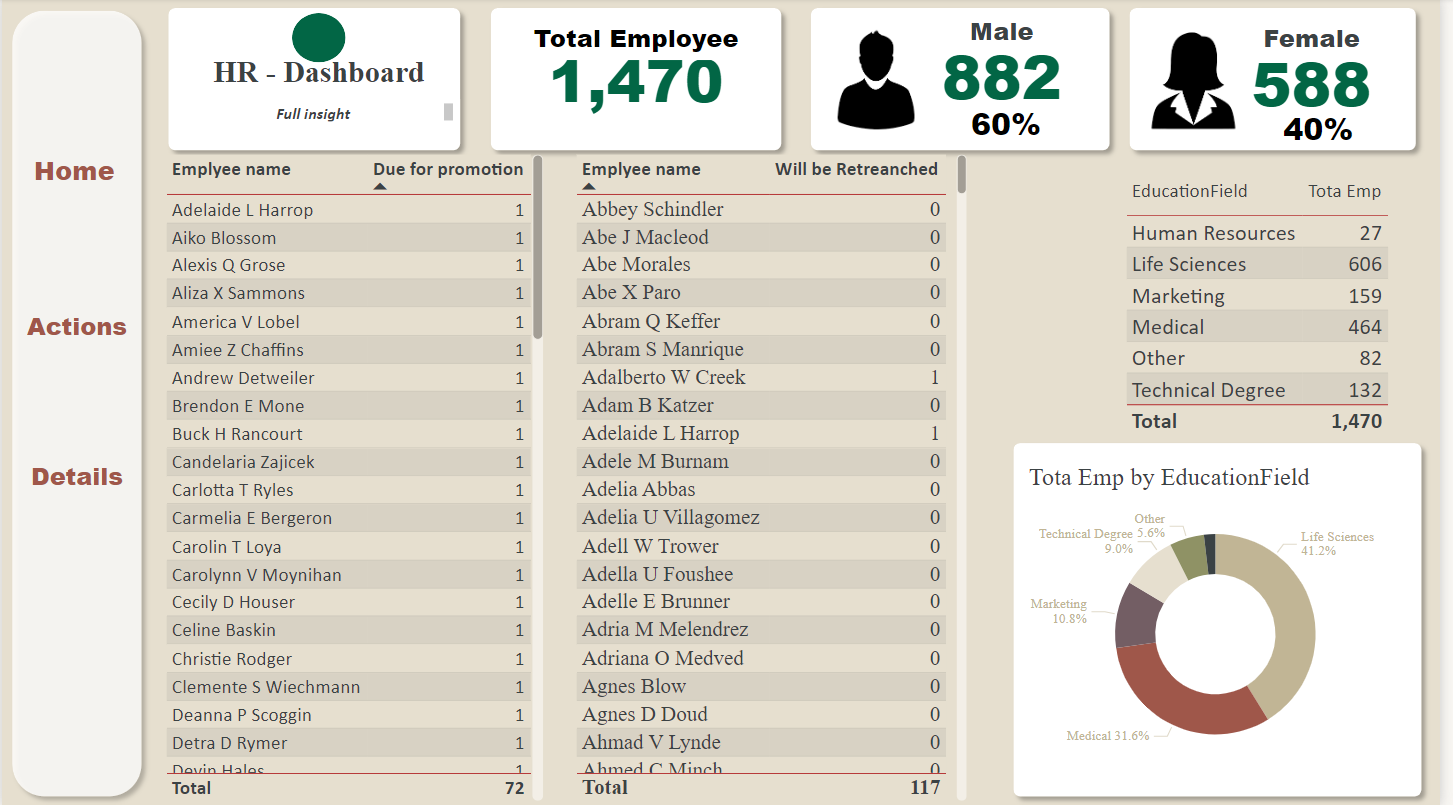 HR - Dashboard
Full insight
Total Employee
1,470
Male
882
60%
Female
588
40%
Home
Actions
Details
Emplyee name Due for promotion
Adelaide L Harrop 1
Aiko Blossom 1
Alexis Q Grose 1
Aliza X Sammons 1
America V Lobel 1
Amiee Z Chaffins 1
Andrew Detweiler 1
Brendon E Mone 1
Buck H Rancourt 1
Candelaria Zajicek 1
Carlotta T Ryles 1
Carmelia E Bergeron 1
Carolin T Loya 1
Carolynn V Moynihan 1
Cecily D Houser 1
Celine Baskin 1
Christie Rodger 1
Clemente S Wiechmann 1
Deanna P Scoggin 1
Detra D Rymer 1
Devin Hales 1
Total 72
Emplyee name Will be Retreanched
Abbey Schindler 0
Abe J Macleod 0
Abe Morales 0
Abe X Paro 0
Abram Q Keffer 0
Abram S Manrique 0
Adalberto W Creek 1
Adam B Katzer 0
Adelaide L Harrop 1
Adele M Burnam 0
Adelia Abbas 0
Adelia U Villagomez 0
Adell W Trower 0
Adella U Foushee 0
Adelle E Brunner 0
Adria M Melendrez 0
Adriana O Medved 0
Agnes Blow 0
Agnes D Doud 0
Ahmad V Lynde 0
Ahmed C Minch 0
Total 117
EducationField Tota Emp
Human Resources 27
Life Sciences 606
Marketing 159
Medical 464
Other 82
Technical Degree 132
Total 1,470
Tota Emp by EducationField
Other
5.6%
Technical Degree
9.0%
Life Sciences
41.2%
Marketing
10.8%
Medical 31.6%